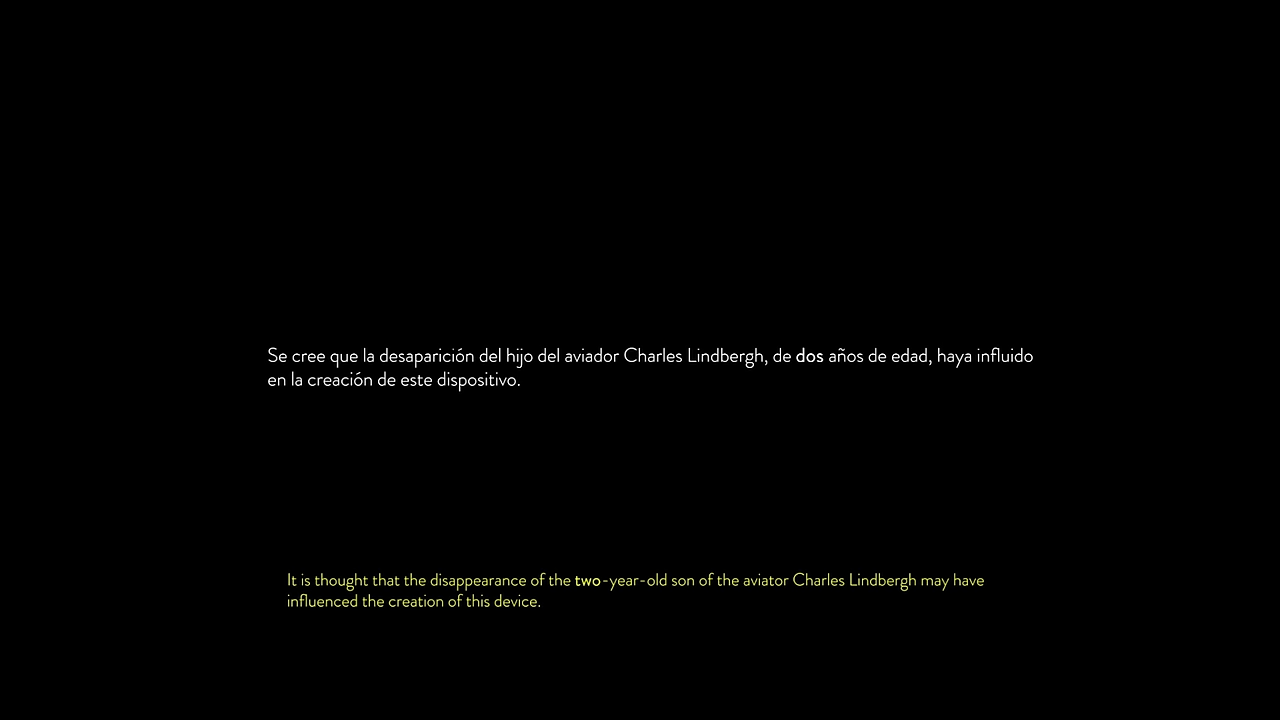 Se cree que la desaparición del hijo del aviador Charles Lindbergh, de dos años de edad, haya influido
en la creación de este dispositivo.
It is thought that the disappearance of the two-year-old son of the aviator Charles Lindbergh may have
influenced the creation of this device.